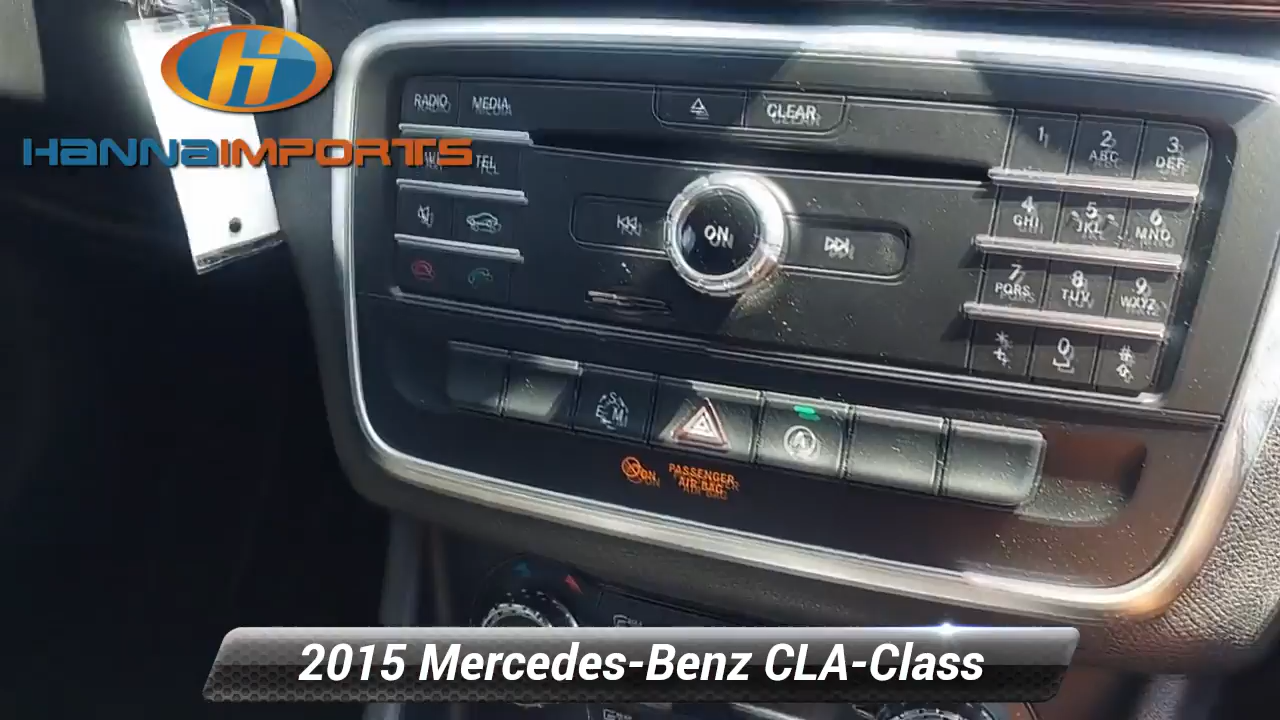 H
HANNAIMPORTS
RADIO MEDIA CLEAR
1 2 ABC 3 DEF
TEL
4 GHI 5 JKL 6 MNO
ON
7 PQRS 8 TUV 9 WXYZ
* 0 #
S E M
A
ON PASSENGER AIR BAG
2015 Mercedes-Benz CLA-Class